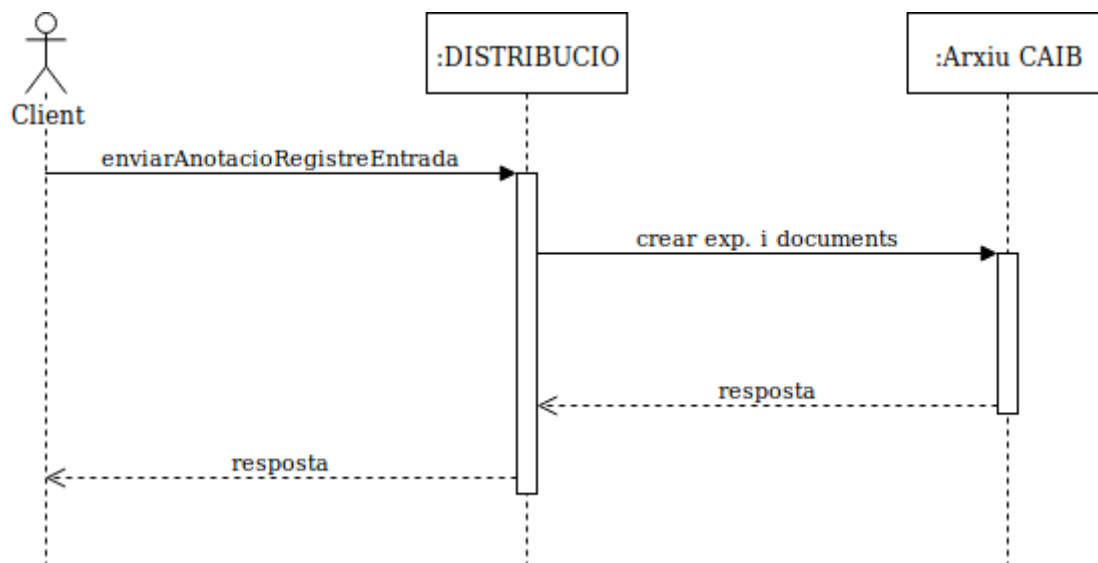 :DISTRIBUCIO
:Arxiu CAIB
Client
enviarAnotacioRegistreEntrada
crear exp. i documents
resposta
resposta